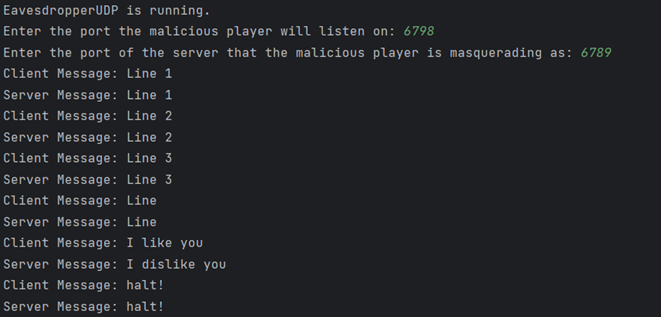 EavesdropperUDP is running.
Enter the port the malicious player will listen on: 6798
Enter the port of the server that the malicious player is masquerading as: 6789
Client Message: Line 1
Server Message: Line 1
Client Message: Line 2
Server Message: Line 2
Client Message: Line 3
Server Message: Line 3
Client Message: Line
Server Message: Line
Client Message: I like you
Server Message: I dislike you
Client Message: halt!
Server Message: halt!